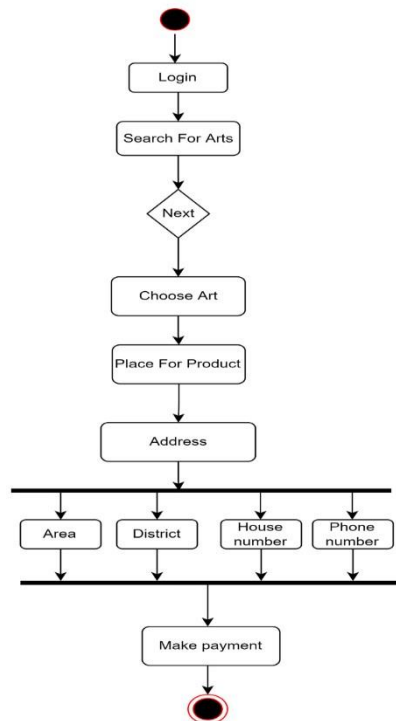 Login
Search For Arts
Next
Choose Art
Place For Product
Address
Area
District
House
number
Phone
number
Make payment